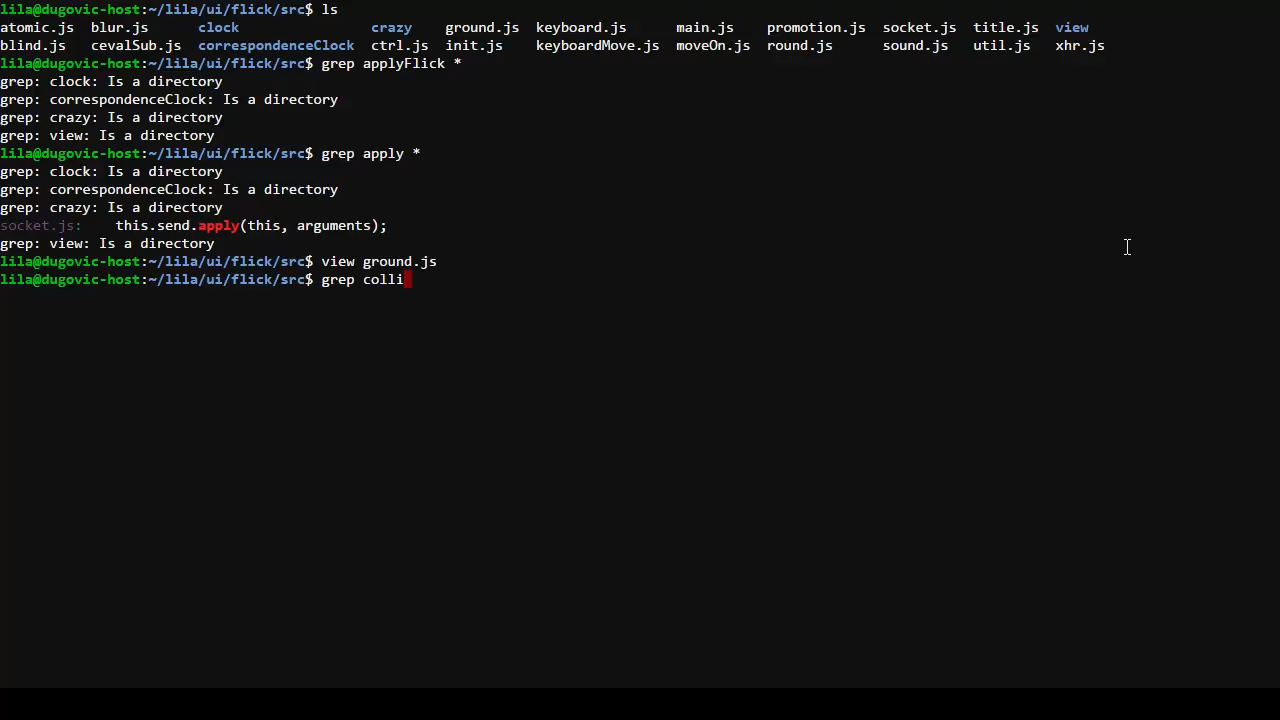 lila@dugovic-host:~/lila/ui/flick/src$ ls
atomic.js  blur.js      clock                crazy    ground.js  keyboard.js      main.js    promotion.js  socket.js  title.js  view
blind.js   cevalSub.js  correspondenceClock  ctrl.js  init.js    keyboardMove.js  moveOn.js  round.js      sound.js   util.js   xhr.js
lila@dugovic-host:~/lila/ui/flick/src$ grep applyFlick *
grep: clock: Is a directory
grep: correspondenceClock: Is a directory
grep: crazy: Is a directory
grep: view: Is a directory
lila@dugovic-host:~/lila/ui/flick/src$ grep apply *
grep: clock: Is a directory
grep: correspondenceClock: Is a directory
grep: crazy: Is a directory
socket.js:    this.send.apply(this, arguments);
grep: view: Is a directory
lila@dugovic-host:~/lila/ui/flick/src$ view ground.js
lila@dugovic-host:~/lila/ui/flick/src$ grep colli